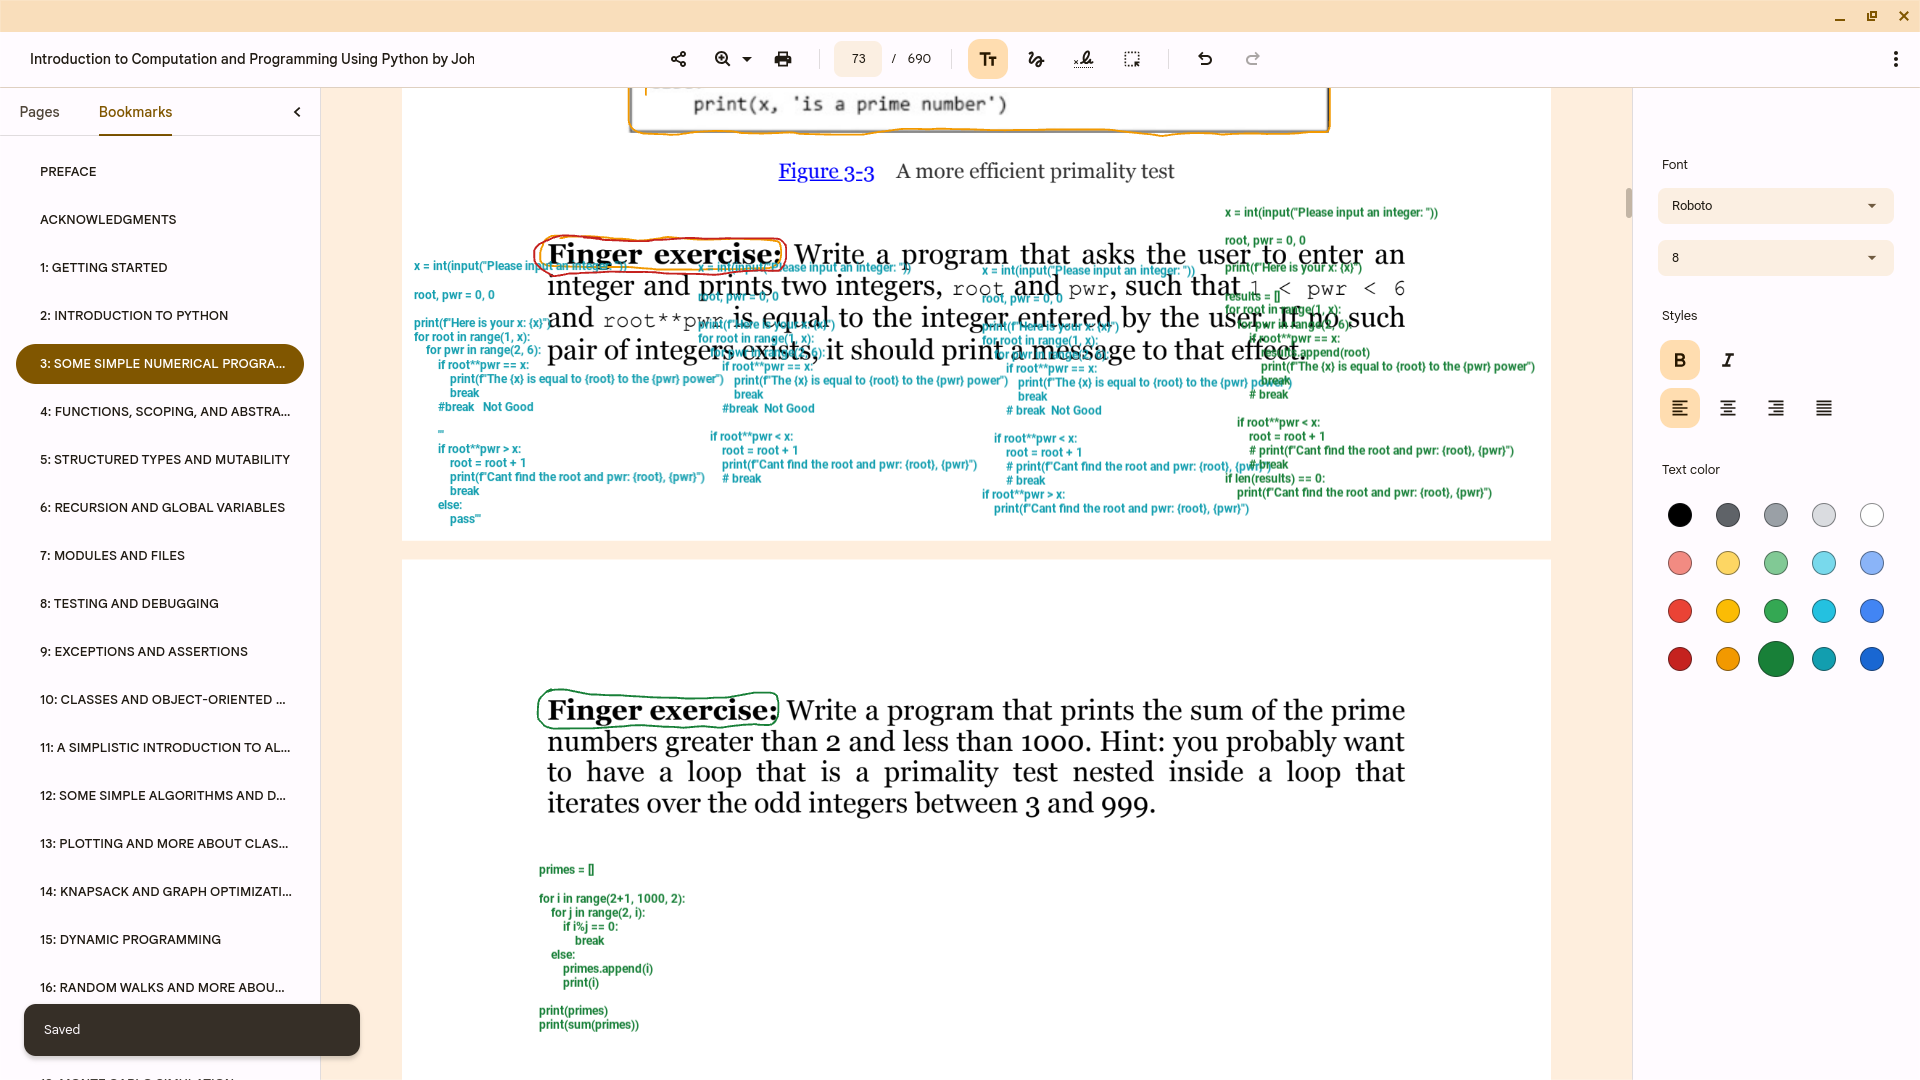 Introduction to Computation and Programming Using Python by Joh
73 / 690
Pages
Bookmarks
PREFACE
ACKNOWLEDGMENTS
1: GETTING STARTED
2: INTRODUCTION TO PYTHON
3: SOME SIMPLE NUMERICAL PROGRA...
4: FUNCTIONS, SCOPING, AND ABSTRA...
5: STRUCTURED TYPES AND MUTABILITY
6: RECURSION AND GLOBAL VARIABLES
7: MODULES AND FILES
8: TESTING AND DEBUGGING
9: EXCEPTIONS AND ASSERTIONS
10: CLASSES AND OBJECT-ORIENTED ...
11: A SIMPLISTIC INTRODUCTION TO AL...
12: SOME SIMPLE ALGORITHMS AND D...
13: PLOTTING AND MORE ABOUT CLAS...
14: KNAPSACK AND GRAPH OPTIMIZATI...
15: DYNAMIC PROGRAMMING
16: RANDOM WALKS AND MORE ABOU...
Saved
print(x, 'is a prime number')
Figure 3-3 A more efficient primality test
Finger exercise: Write a program that asks the user to enter an
integer and prints two integers, root and pwr, such that 1 < pwr < 6
and root**pwr is equal to the integer entered by the user. If no such
pair of integers exists, it should print a message to that effect.
x = int(input("Please input an integer: "))
root, pwr = 0, 0
print(f"Here is your x: {x}")
for root in range(1, x):
for pwr in range(2, 6):
if root**pwr == x:
print(f"The {x} is equal to {root} to the {pwr} power")
break
#break Not Good
'''
if root**pwr > x:
root = root + 1
print(f"Cant find the root and pwr: {root}, {pwr}")
break
else:
pass'''
x = int(input("Please input an integer: "))
root, pwr = 0, 0
print(f"Here is your x: {x}")
for root in range(1, x):
for pwr in range(2, 6):
if root**pwr == x:
print(f"The {x} is equal to {root} to the {pwr} power")
break
#break Not Good
if root**pwr < x:
root = root + 1
print(f"Cant find the root and pwr: {root}, {pwr}")
# break
x = int(input("Please input an integer: "))
root, pwr = 0, 0
print(f"Here is your x: {x}")
for root in range(1, x):
for pwr in range(2, 6):
if root**pwr == x:
print(f"The {x} is equal to {root} to the {pwr} power")
break
# break Not Good
if root**pwr < x:
root = root + 1
# print(f"Cant find the root and pwr: {root}, {pwr}")
# break
if root**pwr > x:
print(f"Cant find the root and pwr: {root}, {pwr}")
x = int(input("Please input an integer: "))
root, pwr = 0, 0
print(f"Here is your x: {x}")
results = []
for root in range(1, x):
for pwr in range(2, 6):
if root**pwr == x:
results.append(root)
print(f"The {x} is equal to {root} to the {pwr} power")
break
# break
if root**pwr < x:
root = root + 1
# print(f"Cant find the root and pwr: {root}, {pwr}")
# break
if len(results) == 0:
print(f"Cant find the root and pwr: {root}, {pwr}")
Finger exercise: Write a program that prints the sum of the prime
numbers greater than 2 and less than 1000. Hint: you probably want
to have a loop that is a primality test nested inside a loop that
iterates over the odd integers between 3 and 999.
primes = []
for i in range(2+1, 1000, 2):
for j in range(2, i):
if i%j == 0:
break
else:
primes.append(i)
print(i)
print(primes)
print(sum(primes))
Font
Roboto
8
Styles
B I
Text color